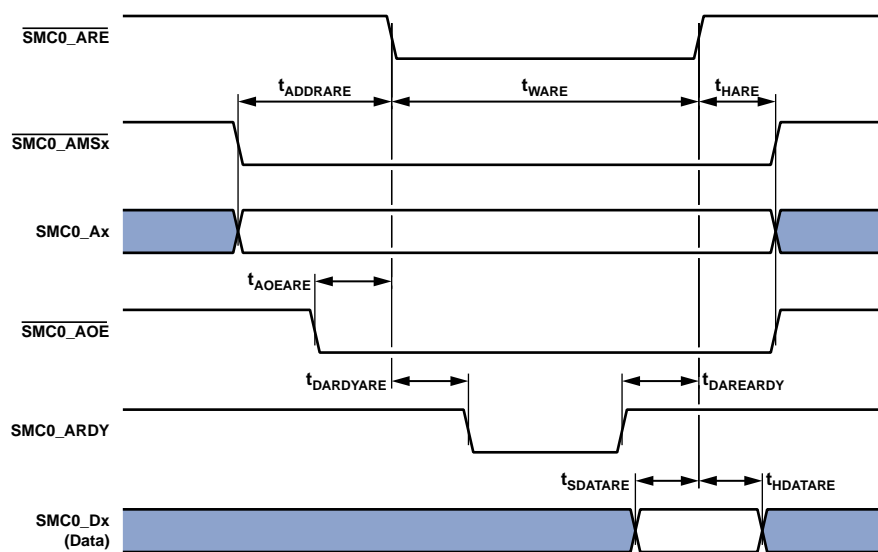 SMC0_ARE
tADDRARE
tWARE
tHARE
SMC0_AMSx
SMC0_Ax
tAOEARE
SMC0_AOE
tDARDYARE
tDAREARDY
SMC0_ARDY
tSDATARE
tHDATARE
SMC0_Dx
(Data)